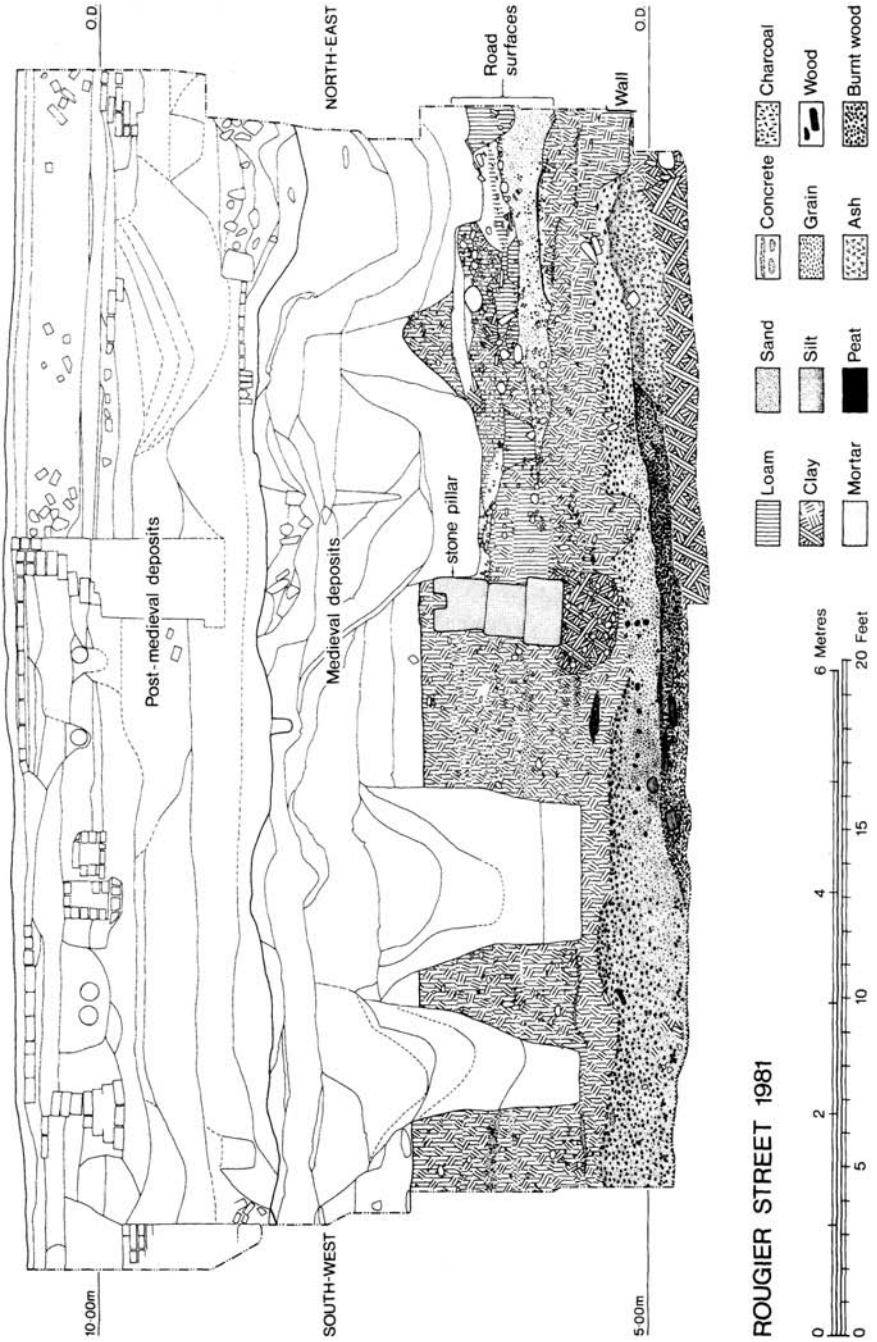 10·00m
O.D.
Post-medieval deposits
SOUTH-WEST
NORTH-EAST
Medieval deposits
stone pillar
Road
surfaces
Wall
5·00m
O.D.
ROUGIER STREET 1981
0 2 4 6 Metres
0 5 10 15 20 Feet
Loam
Sand
Concrete
Charcoal
Clay
Silt
Grain
Wood
Mortar
Peat
Ash
Burnt wood